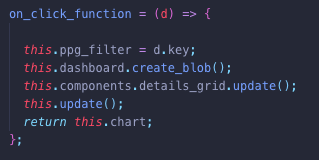 on_click_function = (d) => {
this.ppg_filter = d.key;
this.dashboard.create_blob();
this.components.details_grid.update();
this.update();
return this.chart;
};